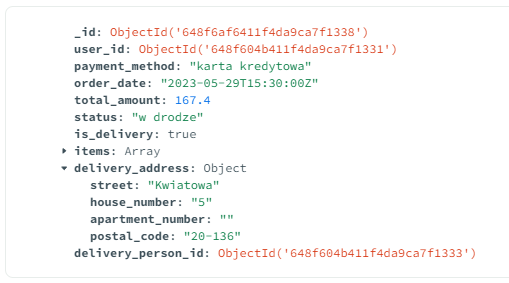 _id: ObjectId('648f6af6411f4da9ca7f1338')
user_id: ObjectId('648f604b411f4da9ca7f1331')
payment_method: "karta kredytowa"
order_date: "2023-05-29T15:30:00Z"
total_amount: 167.4
status: "w drodze"
is_delivery: true
items: Array
delivery_address: Object
street: "Kwiatowa"
house_number: "5"
apartment_number: ""
postal_code: "20-136"
delivery_person_id: ObjectId('648f604b411f4da9ca7f1333')